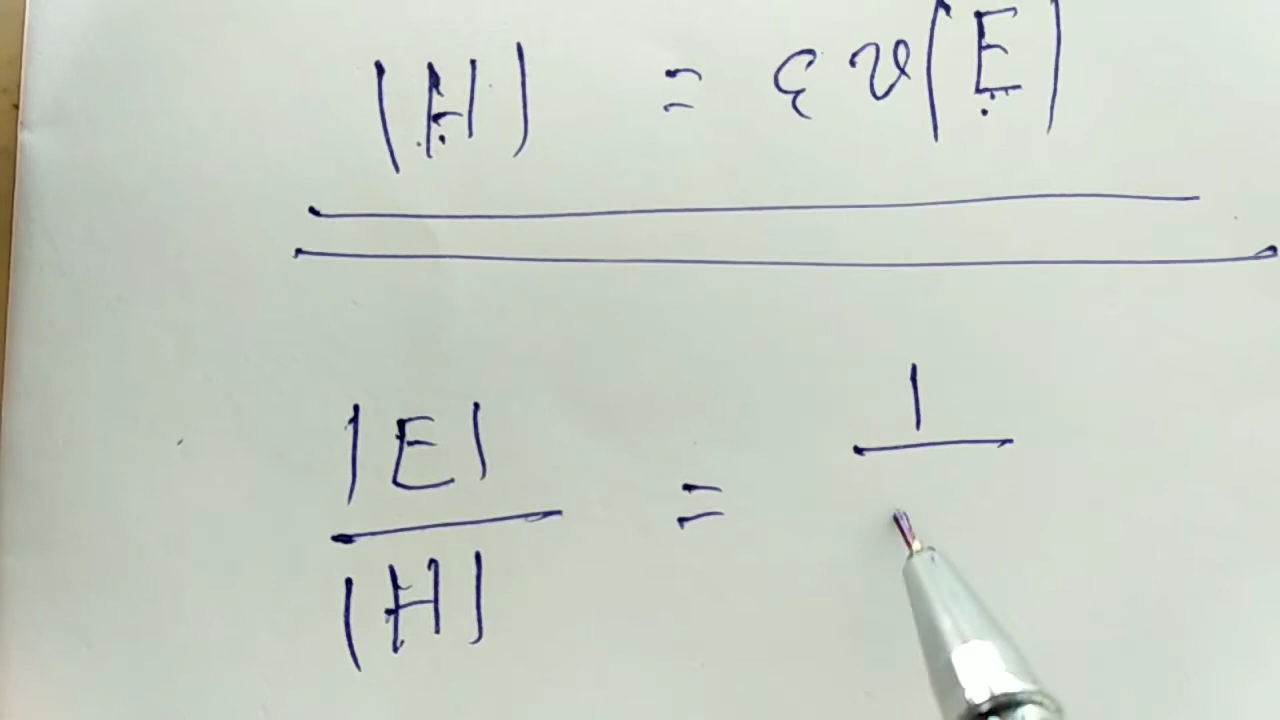 |H| = εv|E|
|E| / |H| = 1 /